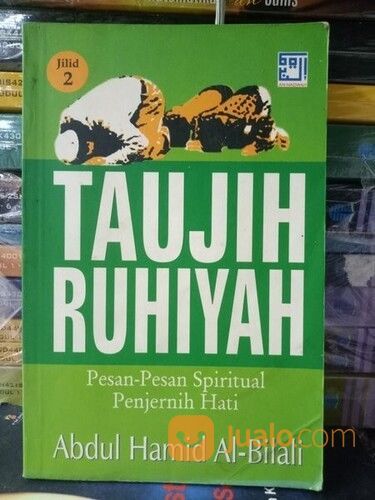 Jilid
2
TAUJIH
RUHIYAH
Pesan-Pesan Spiritual
Penjernih Hati
Abdul Hamid Al-Bilali
Jualo.com